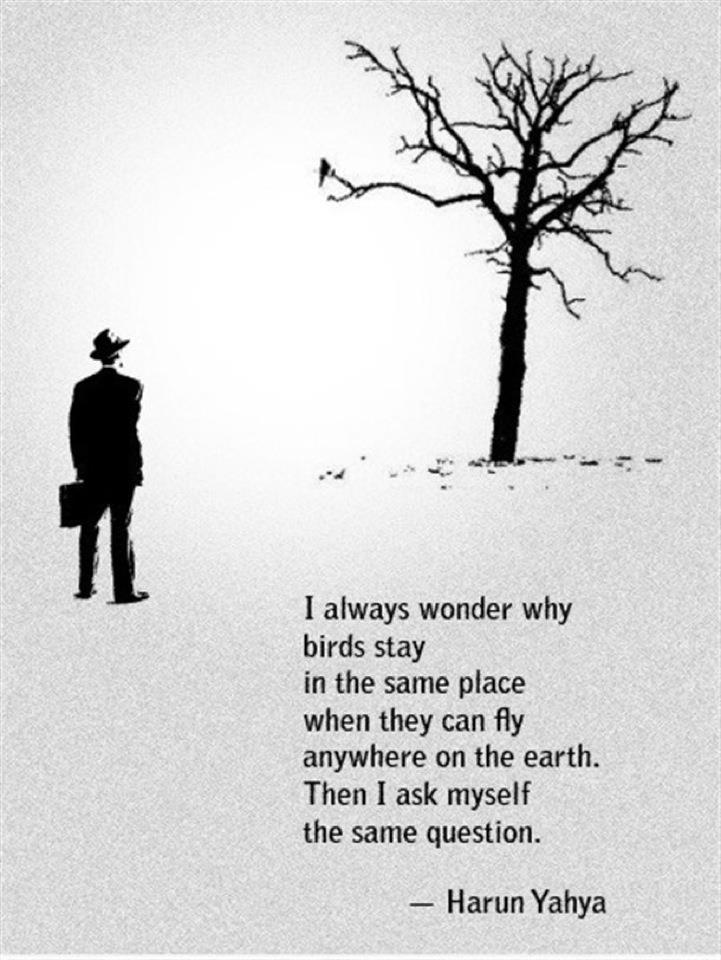 I always wonder why
birds stay
in the same place
when they can fly
anywhere on the earth.
Then I ask myself
the same question.
— Harun Yahya